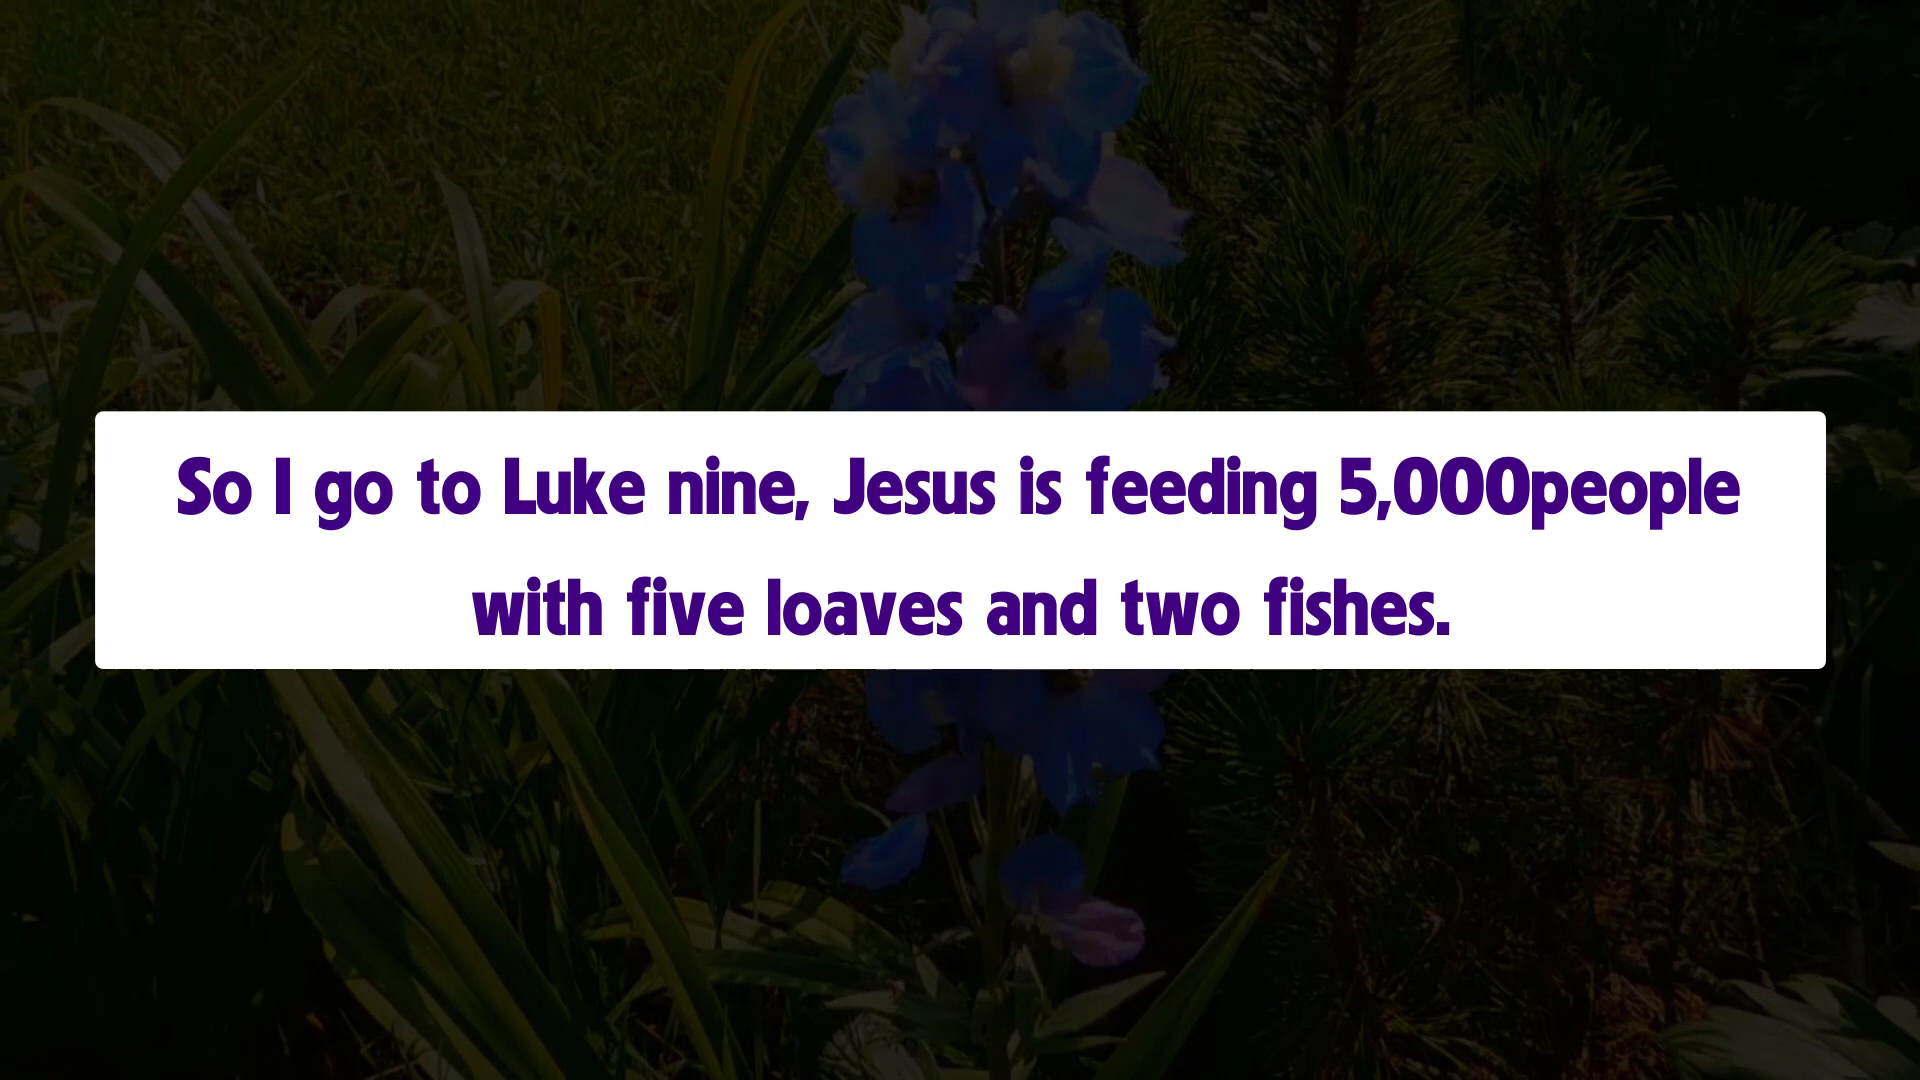 So I go to Luke nine, Jesus is feeding 5,000people
with five loaves and two fishes.